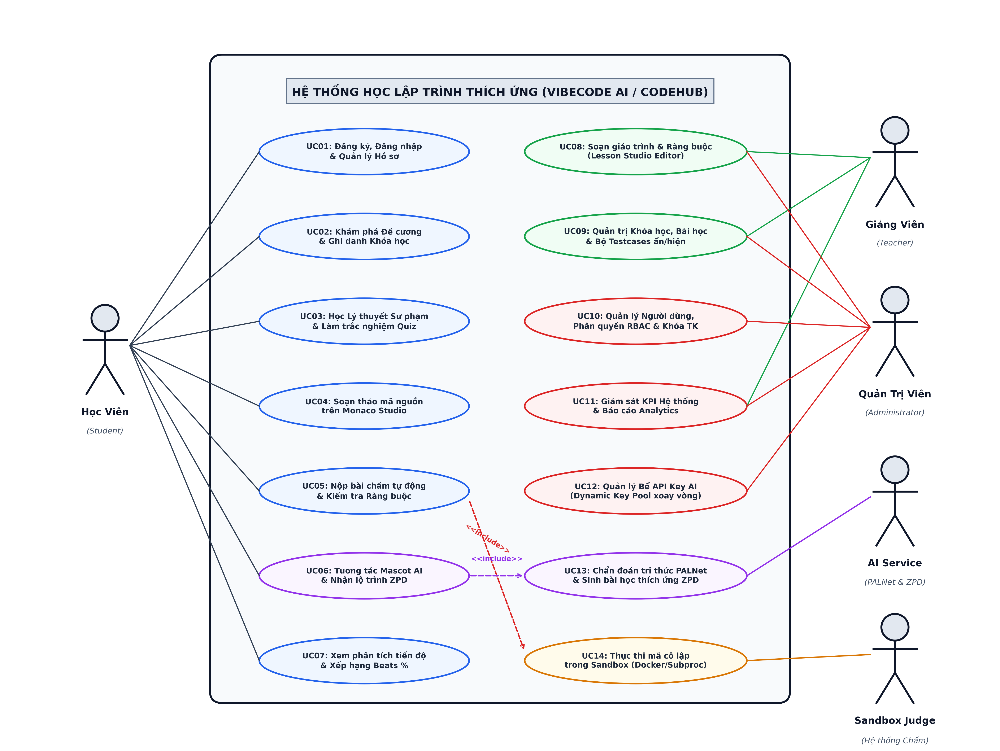 HỆ THỐNG HỌC LẬP TRÌNH THÍCH ỨNG (VIBECODE AI / CODEHUB)
UC01: Đăng ký, Đăng nhập
& Quản lý Hồ sơ
UC02: Khám phá Đề cương
& Ghi danh Khóa học
UC03: Học Lý thuyết Sư phạm
& Làm trắc nghiệm Quiz
UC04: Soạn thảo mã nguồn
trên Monaco Studio
UC05: Nộp bài chấm tự động
& Kiểm tra Ràng buộc
UC06: Tương tác Mascot AI
& Nhận lộ trình ZPD
UC07: Xem phân tích tiến độ
& Xếp hạng Beats %
UC08: Soạn giáo trình & Ràng buộc
(Lesson Studio Editor)
UC09: Quản trị Khóa học, Bài học
& Bộ Testcases ẩn/hiện
UC10: Quản lý Người dùng,
Phân quyền RBAC & Khóa TK
UC11: Giám sát KPI Hệ thống
& Báo cáo Analytics
UC12: Quản lý Bể API Key AI
(Dynamic Key Pool xoay vòng)
UC13: Chẩn đoán tri thức PALNet
& Sinh bài học thích ứng ZPD
UC14: Thực thi mã cô lập
trong Sandbox (Docker/Subproc)
<<include>>
<<include>>
Học Viên
(Student)
Giảng Viên
(Teacher)
Quản Trị Viên
(Administrator)
AI Service
(PALNet & ZPD)
Sandbox Judge
(Hệ thống Chấm)